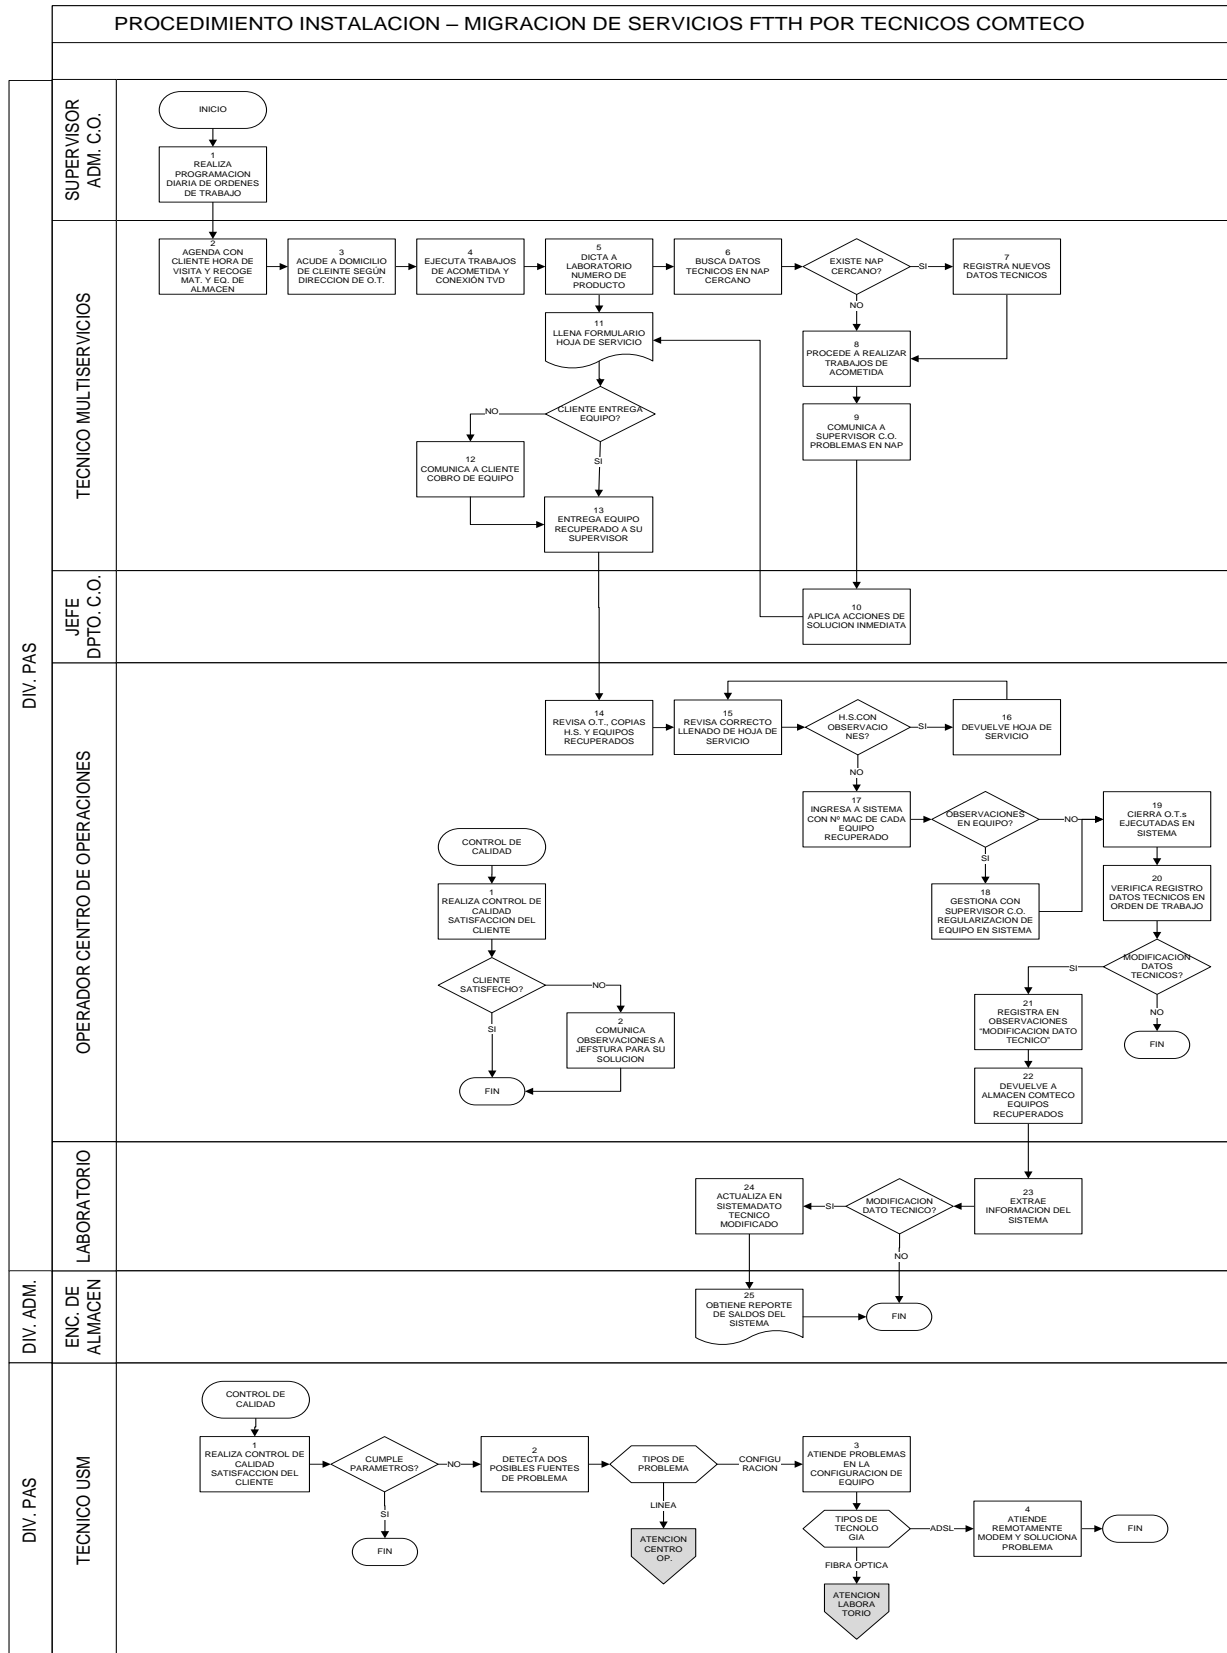 PROCEDIMIENTO INSTALACION – MIGRACION DE SERVICIOS FTTH POR TECNICOS COMTECO
DIV. PAS
SUPERVISOR
ADM. C.O.
INICIO
1
REALIZA
PROGRAMACION
DIARIA DE ORDENES
DE TRABAJO
TECNICO MULTISERVICIOS
2
AGENDA CON
CLIENTE HORA DE
VISITA Y RECOGE
MAT. Y EQ. DE
ALMACEN
3
ACUDE A DOMICILIO
DE CLEINTE SEGÚN
DIRECCION DE O.T.
4
EJECUTA TRABAJOS
DE ACOMETIDA Y
CONEXIÓN TVD
5
DICTA A
LABORATORIO
NUMERO DE
PRODUCTO
6
BUSCA DATOS
TECNICOS EN NAP
CERCANO
EXISTE NAP
CERCANO?
SI
NO
7
REGISTRA NUEVOS
DATOS TECNICOS
11
LLENA FORMULARIO
HOJA DE SERVICIO
8
PROCEDE A REALIZAR
TRABAJOS DE
ACOMETIDA
CLIENTE ENTREGA
EQUIPO?
NO
SI
9
COMUNICA A
SUPERVISOR C.O.
PROBLEMAS EN NAP
12
COMUNICA A CLIENTE
COBRO DE EQUIPO
13
ENTREGA EQUIPO
RECUPERADO A SU
SUPERVISOR
JEFE
DPTO. C.O.
10
APLICA ACCIONES DE
SOLUCION INMEDIATA
OPERADOR CENTRO DE OPERACIONES
14
REVISA O.T., COPIAS
H.S. Y EQUIPOS
RECUPERADOS
15
REVISA CORRECTO
LLENADO DE HOJA DE
SERVICIO
H.S.CON
OBSERVACIO
NES?
SI
NO
16
DEVUELVE HOJA DE
SERVICIO
17
INGRESA A SISTEMA
CON Nº MAC DE CADA
EQUIPO
RECUPERADO
OBSERVACIONES
EN EQUIPO?
NO
SI
19
CIERRA O.T.s
EJECUTADAS EN
SISTEMA
18
GESTIONA CON
SUPERVISOR C.O.
REGULARIZACION DE
EQUIPO EN SISTEMA
20
VERIFICA REGISTRO
DATOS TECNICOS EN
ORDEN DE TRABAJO
MODIFICACION
DATOS
TECNICOS?
SI
NO
FIN
21
REGISTRA EN
OBSERVACIONES
“MODIFICACION DATO
TECNICO”
22
DEVUELVE A
ALMACEN COMTECO
EQUIPOS
RECUPERADOS
CONTROL DE
CALIDAD
1
REALIZA CONTROL DE
CALIDAD
SATISFACCION DEL
CLIENTE
CLIENTE
SATISFECHO?
NO
SI
2
COMUNICA
OBSERVACIONES A
JEFSTURA PARA SU
SOLUCION
FIN
LABORATORIO
24
ACTUALIZA EN
SISTEMADATO
TECNICO
MODIFICADO
SI
MODIFICACION
DATO TECNICO?
NO
23
EXTRAE
INFORMACION DEL
SISTEMA
DIV. ADM.
ENC. DE
ALMACEN
25
OBTIENE REPORTE
DE SALDOS DEL
SISTEMA
FIN
DIV. PAS
TECNICO USM
CONTROL DE
CALIDAD
1
REALIZA CONTROL DE
CALIDAD
SATISFACCION DEL
CLIENTE
CUMPLE
PARAMETROS?
NO
SI
FIN
2
DETECTA DOS
POSIBLES FUENTES
DE PROBLEMA
TIPOS DE
PROBLEMA
CONFIGU
RACION
LINEA
ATENCION
CENTRO
OP.
3
ATIENDE PROBLEMAS
EN LA
CONFIGURACION DE
EQUIPO
TIPOS DE
TECNOLO
GIA
ADSL
FIBRA OPTICA
ATENCION
LABORA
TORIO
4
ATIENDE
REMOTAMENTE
MODEM Y SOLUCIONA
PROBLEMA
FIN